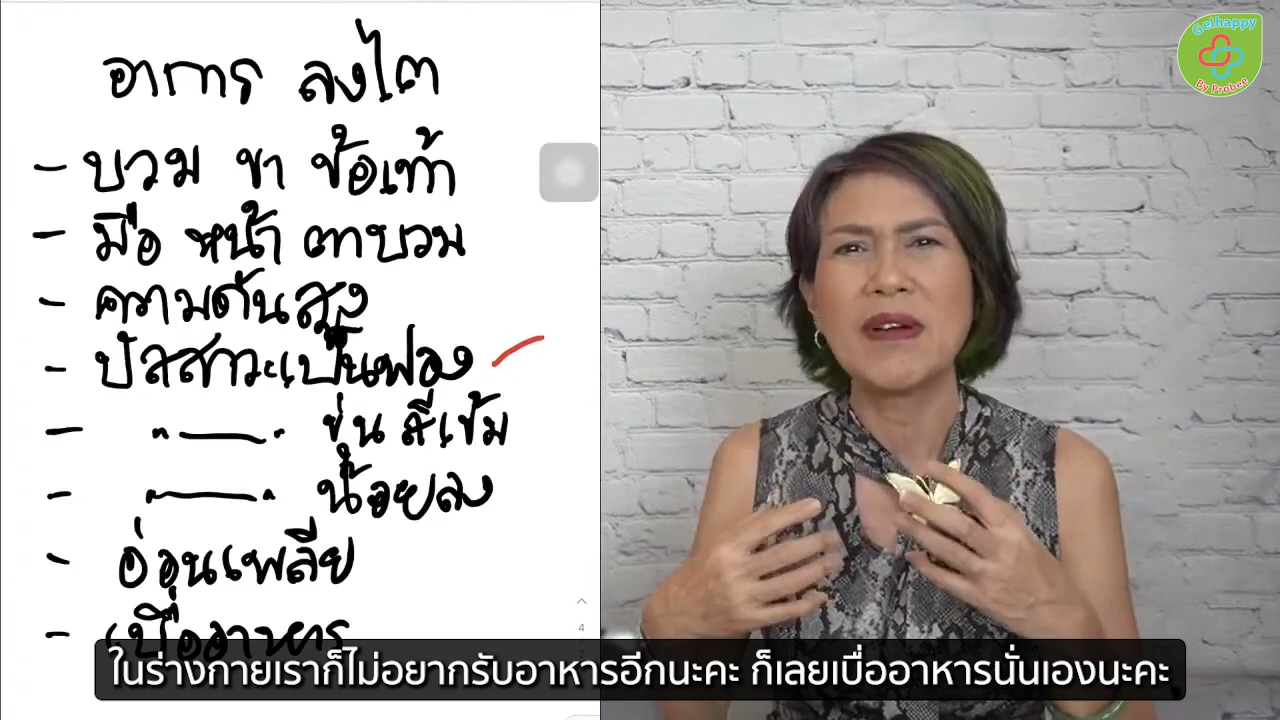 อาการ ลงไต
- บวม ขา ข้อเท้า
- มือ หน้า ตาบวม
- ความดันสูง
- ปัสสาวะเป็นฟอง
- "——" ขุ่น สีเข้ม
- "——" น้อยลง
- อ่อนเพลีย
- เบื่ออาหาร
4
Gelhappy
By Probee
ในร่างกายเราก็ไม่อยากรับอาหารอีกนะคะ ก็เลยเบื่ออาหารนั่นเองนะคะ